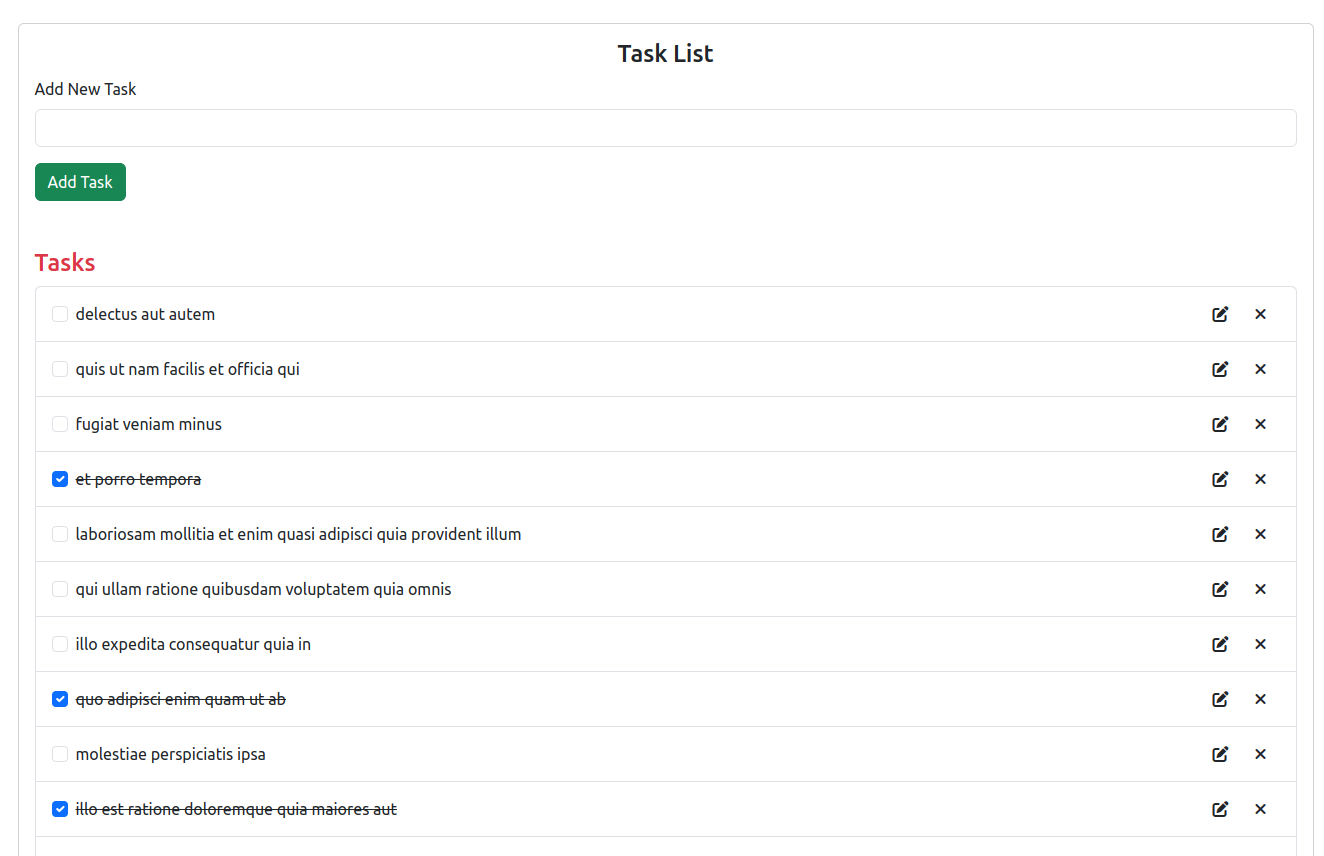 Task List
Add New Task
Add Task
Tasks
delectus aut autem
quis ut nam facilis et officia qui
fugiat veniam minus
et porro tempora
laboriosam mollitia et enim quasi adipisci quia provident illum
qui ullam ratione quibusdam voluptatem quia omnis
illo expedita consequatur quia in
quo adipisci enim quam ut ab
molestiae perspiciatis ipsa
illo est ratione doloremque quia maiores aut